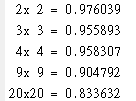 2x 2 = 0.976039
3x 3 = 0.955893
4x 4 = 0.958307
9x 9 = 0.904792
20x20 = 0.833632